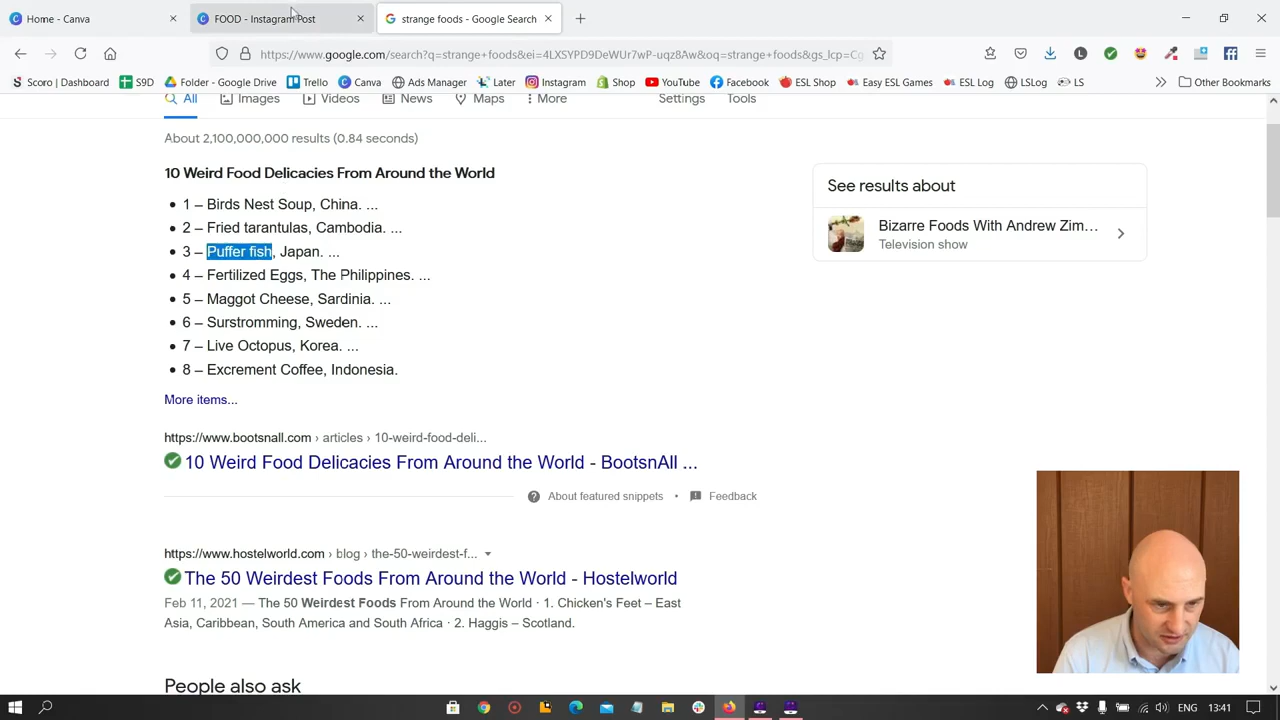 Home - Canva
FOOD - Instagram Post
strange foods - Google Search
https://www.google.com/search?q=strange+foods&ei=4LXSYPD9DeWUr7wP-uqz8Aw&oq=strange+foods&gs_lcp=Cg
Scoro | Dashboard
S9D
Folder - Google Drive
Trello
Canva
Ads Manager
Later
Instagram
Shop
YouTube
Facebook
ESL Shop
Easy ESL Games
ESL Log
LSLog
LS
Other Bookmarks
All
Images
Videos
News
Maps
More
Settings
Tools
About 2,100,000,000 results (0.84 seconds)
10 Weird Food Delicacies From Around the World
1 – Birds Nest Soup, China. ...
2 – Fried tarantulas, Cambodia. ...
3 – Puffer fish, Japan. ...
4 – Fertilized Eggs, The Philippines. ...
5 – Maggot Cheese, Sardinia. ...
6 – Surstromming, Sweden. ...
7 – Live Octopus, Korea. ...
8 – Excrement Coffee, Indonesia.
More items...
See results about
Bizarre Foods With Andrew Zim...
Television show
https://www.bootsnall.com › articles › 10-weird-food-deli...
10 Weird Food Delicacies From Around the World - BootsnAll ...
About featured snippets • Feedback
https://www.hostelworld.com › blog › the-50-weirdest-f...
The 50 Weirdest Foods From Around the World - Hostelworld
Feb 11, 2021 — The 50 Weirdest Foods From Around the World · 1. Chicken's Feet – East
Asia, Caribbean, South America and South Africa · 2. Haggis – Scotland.
People also ask
13:41